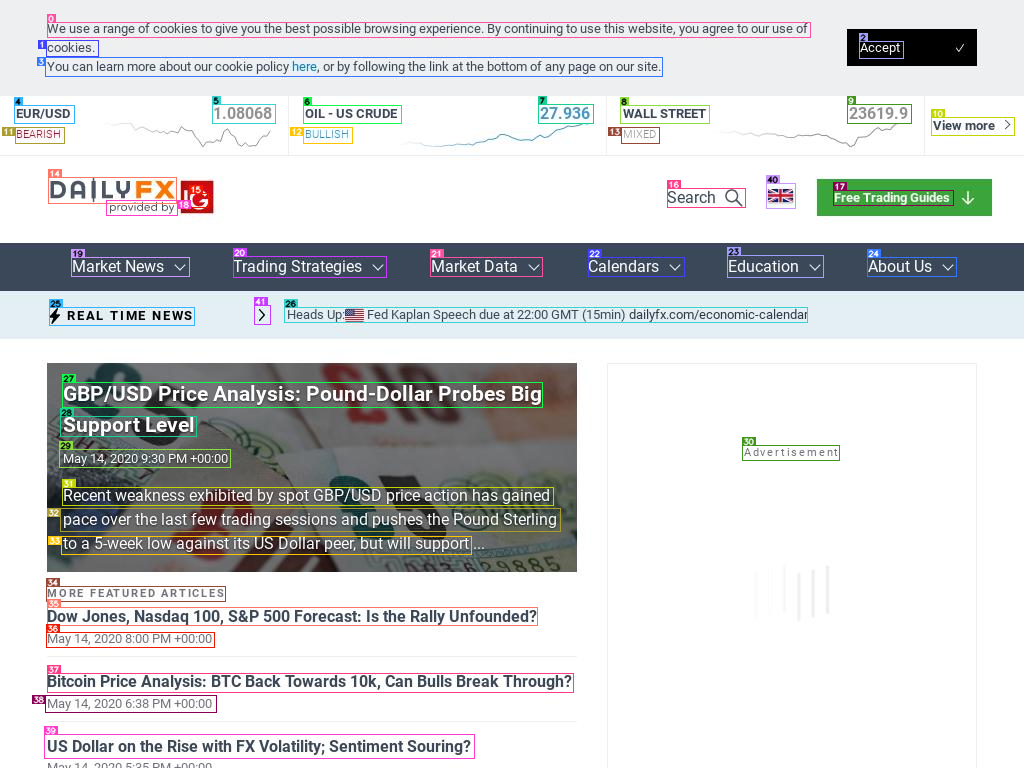 We use a range of cookies to give you the best possible browsing experience. By continuing to use this website, you agree to our use of
cookies.
You can learn more about our cookie policy here, or by following the link at the bottom of any page on our site.
Accept
EUR/USD
1.08068
BEARISH
OIL - US CRUDE
27.936
BULLISH
WALL STREET
23619.9
MIXED
View more
DAILYFX
provided by IG
Search
Free Trading Guides
Market News
Trading Strategies
Market Data
Calendars
Education
About Us
REAL TIME NEWS
Heads Up: Fed Kaplan Speech due at 22:00 GMT (15min) dailyfx.com/economic-calendar
GBP/USD Price Analysis: Pound-Dollar Probes Big
Support Level
May 14, 2020 9:30 PM +00:00
Recent weakness exhibited by spot GBP/USD price action has gained
pace over the last few trading sessions and pushes the Pound Sterling
to a 5-week low against its US Dollar peer, but will support...
Advertisement
MORE FEATURED ARTICLES
Dow Jones, Nasdaq 100, S&P 500 Forecast: Is the Rally Unfounded?
May 14, 2020 8:00 PM +00:00
Bitcoin Price Analysis: BTC Back Towards 10k, Can Bulls Break Through?
May 14, 2020 6:38 PM +00:00
US Dollar on the Rise with FX Volatility; Sentiment Souring?
May 14, 2020 5:35 PM +00:00